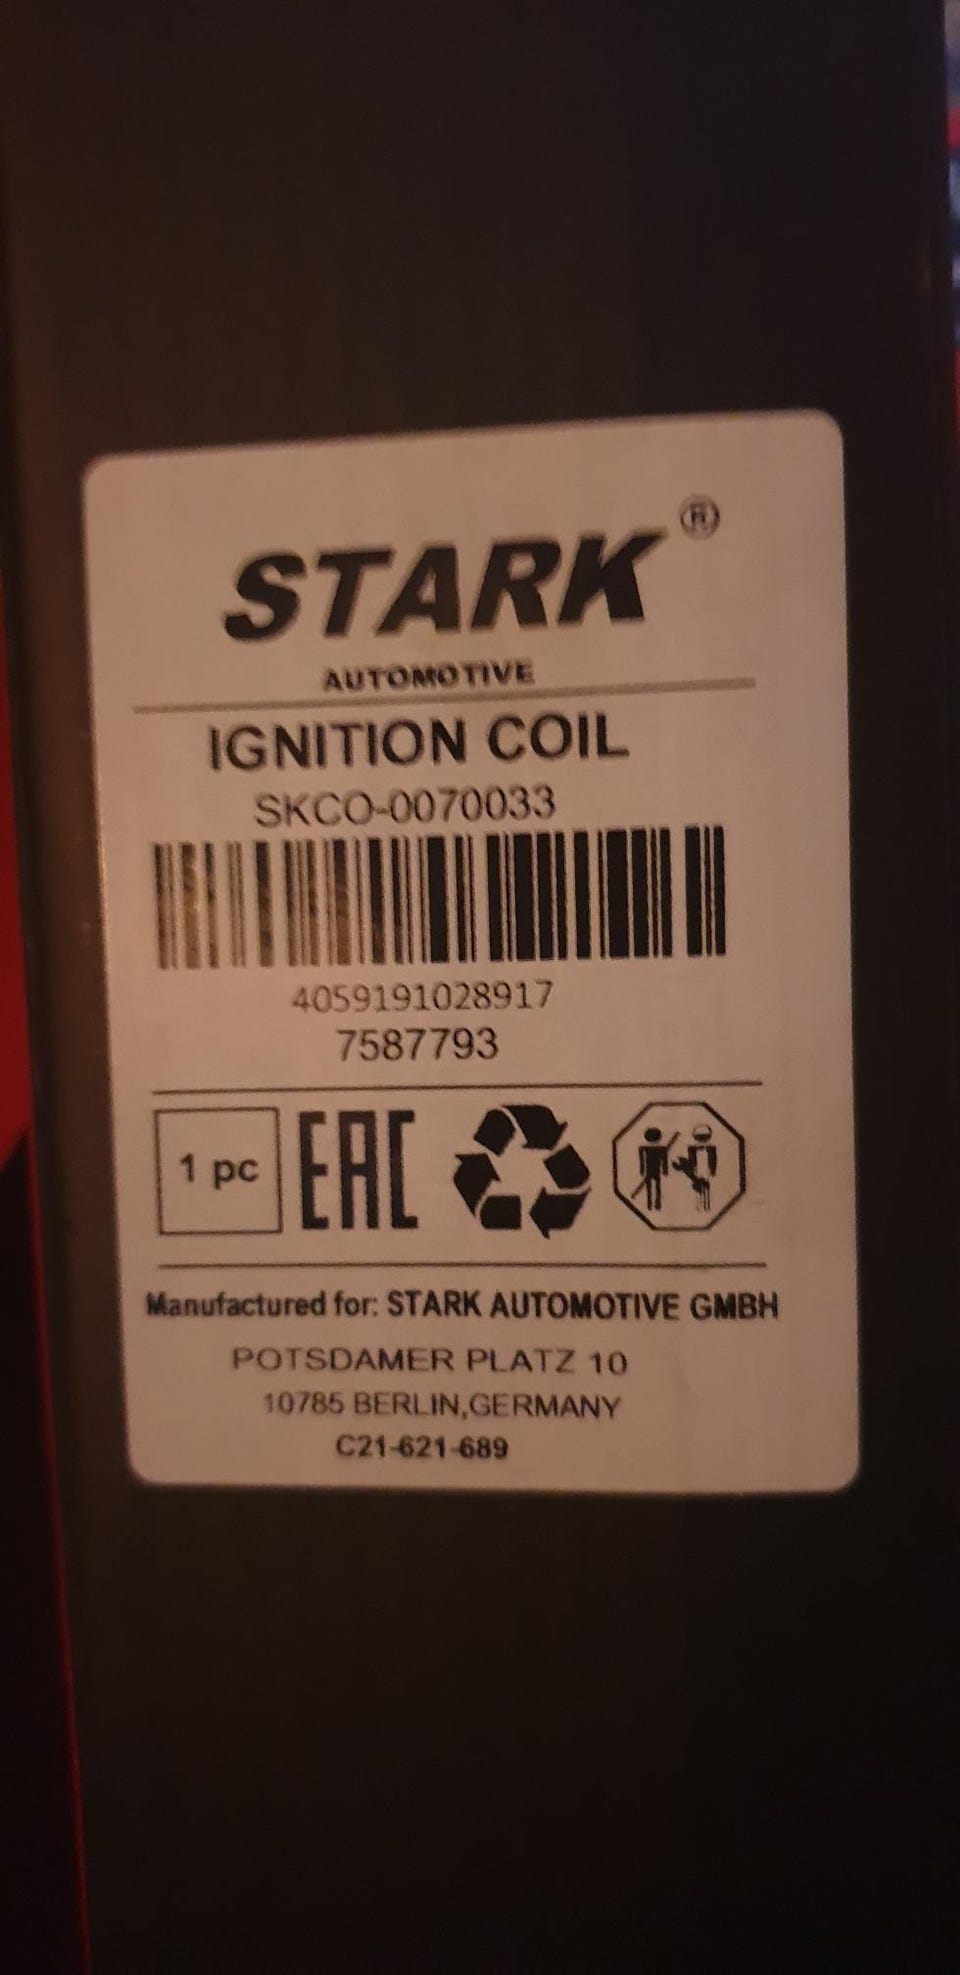 STARK ®
AUTOMOTIVE
IGNITION COIL
SKCO-0070033
4059191028917
7587793
1 pc EAC
Manufactured for: STARK AUTOMOTIVE GMBH
POTSDAMER PLATZ 10
10785 BERLIN,GERMANY
C21-621-689